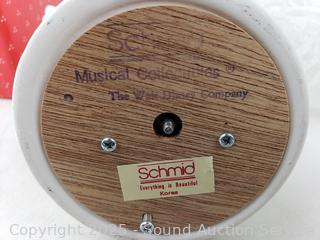 Schmid
Musical Collectibles ®
© The Walt Disney Company
Schmid
Everything is Beautiful
Korea
Copyright 2025 - Sound Auction Service